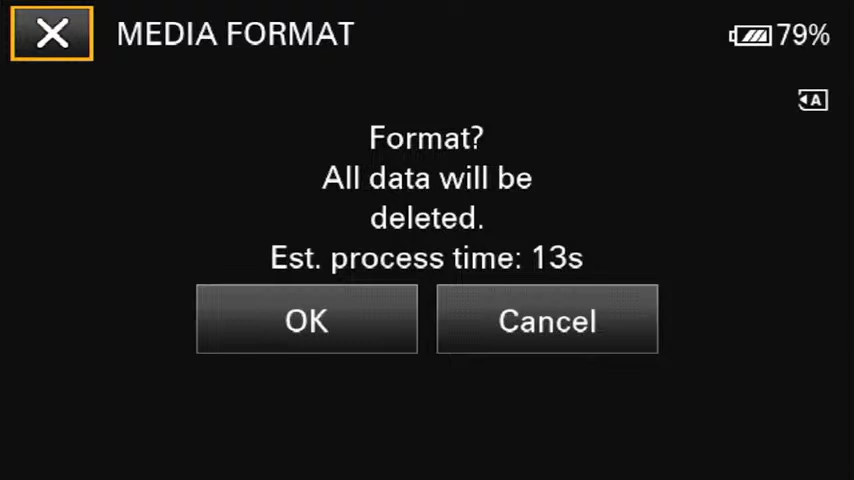 MEDIA FORMAT
79%
A
Format?
All data will be
deleted.
Est. process time: 13s
OK
Cancel